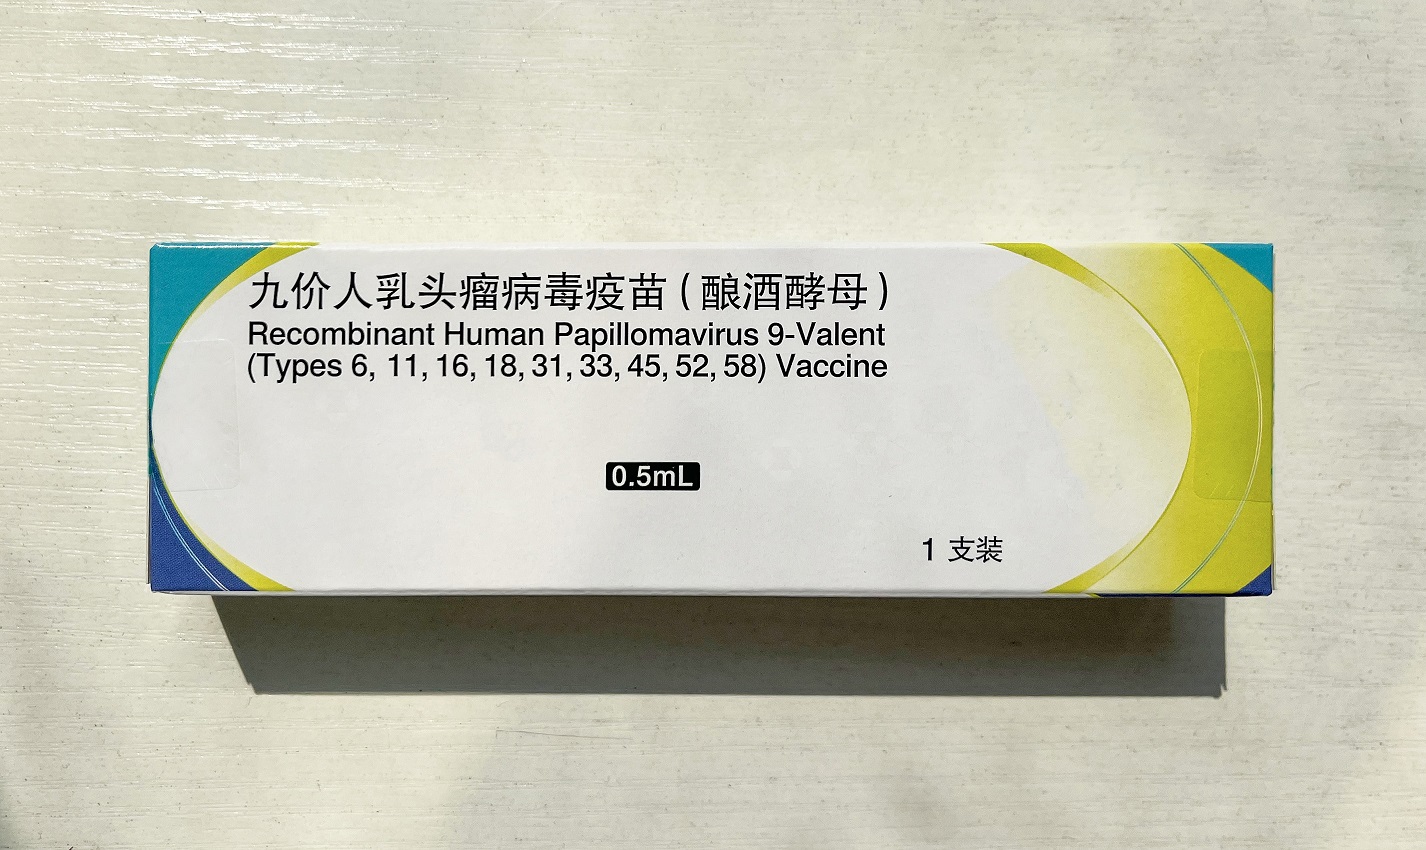 九价人乳头瘤病毒疫苗（酿酒酵母）
Recombinant Human Papillomavirus 9-Valent
(Types 6, 11, 16, 18, 31, 33, 45, 52, 58) Vaccine
0.5mL
1 支装